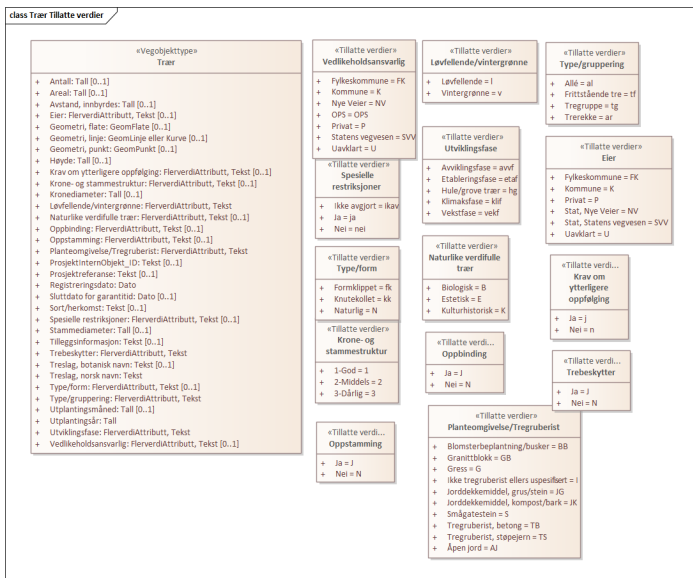 class Trær Tillatte verdier
«Vegobjekttype»
Trær
+ Antall: Tall [0..1]
+ Areal: Tall [0..1]
+ Avstand, innbyrdes: Tall [0..1]
+ Eier: FlerverdiAttributt, Tekst [0..1]
+ Geometri, flate: GeomFlate [0..1]
+ Geometri, linje: GeomLinje eller Kurve [0..1]
+ Geometri, punkt: GeomPunkt [0..1]
+ Høyde: Tall [0..1]
+ Krav om ytterligere oppfølging: FlerverdiAttributt, Tekst [0..1]
+ Krone- og stammestruktur: FlerverdiAttributt, Tekst [0..1]
+ Kronediameter: Tall [0..1]
+ Løvfellende/vintergrønne: FlerverdiAttributt, Tekst
+ Naturlike verdifulle trær: FlerverdiAttributt, Tekst [0..1]
+ Oppbinding: FlerverdiAttributt, Tekst [0..1]
+ Oppstamming: FlerverdiAttributt, Tekst [0..1]
+ Planteomgivelse/Tregruberist: FlerverdiAttributt, Tekst
+ ProsjektInternObjekt_ID: Tekst [0..1]
+ Prosjektreferanse: Tekst [0..1]
+ Registreringsdato: Dato
+ Sluttdato for garantitid: Dato [0..1]
+ Sort/herkomst: Tekst [0..1]
+ Spesielle restriksjoner: FlerverdiAttributt, Tekst [0..1]
+ Stammediameter: Tall [0..1]
+ Tilleggsinformasjon: Tekst [0..1]
+ Trebeskytter: FlerverdiAttributt, Tekst
+ Treslag, botanisk navn: Tekst [0..1]
+ Treslag, norsk navn: Tekst
+ Type/form: FlerverdiAttributt, Tekst [0..1]
+ Type/gruppering: FlerverdiAttributt, Tekst
+ Utplantingsmåned: Tall [0..1]
+ Utplantingsår: Tall
+ Utviklingsfase: FlerverdiAttributt, Tekst
+ Vedlikeholdsansvarlig: FlerverdiAttributt, Tekst [0..1]
«Tillatte verdier»
Vedlikeholdsansvarlig
+ Fylkeskommune = FK
+ Kommune = K
+ Nye Veier = NV
+ OPS = OPS
+ Privat = P
+ Statens vegvesen = SVV
+ Uavklart = U
Spesielle
restriksjoner
+ Ikke avgjort = ikav
+ Ja = ja
+ Nei = nei
«Tillatte verdier»
Type/form
+ Formklippet = fk
+ Knutekollet = kk
+ Naturlig = N
«Tillatte verdier»
Krone- og
stammestruktur
+ 1-God = 1
+ 2-Middels = 2
+ 3-Dårlig = 3
«Tillatte verdi...
Oppstamming
+ Ja = J
+ Nei = N
«Tillatte verdier»
Løvfellende/vintergrønne
+ Løvfellende = l
+ Vintergrønne = v
«Tillatte verdier»
Utviklingsfase
+ Avviklingsfase = avvf
+ Etableringsfase = etaf
+ Hule/grove trær = hg
+ Klimaksfase = klif
+ Vekstfase = vekf
«Tillatte verdier»
Naturlike verdifulle
trær
+ Biologisk = B
+ Estetisk = E
+ Kulturhistorisk = K
«Tillatte verdi...
Oppbinding
+ Ja = J
+ Nei = N
«Tillatte verdier»
Planteomgivelse/Tregruberist
+ Blomsterbeplantning/busker = BB
+ Granittblokk = GB
+ Gress = G
+ Ikke tregruberist ellers uspesifisert = I
+ Jorddekkemiddel, grus/stein = JG
+ Jorddekkemiddel, kompost/bark = JK
+ Smågatestein = S
+ Tregruberist, betong = TB
+ Tregruberist, støpejern = TS
+ Åpen jord = AJ
«Tillatte verdier»
Type/gruppering
+ Allé = al
+ Frittstående tre = tf
+ Tregruppe = tg
+ Trerekke = ar
«Tillatte verdier»
Eier
+ Fylkeskommune = FK
+ Kommune = K
+ Privat = P
+ Stat, Nye Veier = NV
+ Stat, Statens vegvesen = SVV
+ Uavklart = U
«Tillatte verdi...
Krav om
ytterligere
oppfølging
+ Ja = j
+ Nei = n
«Tillatte verdi...
Trebeskytter
+ Ja = J
+ Nei = N